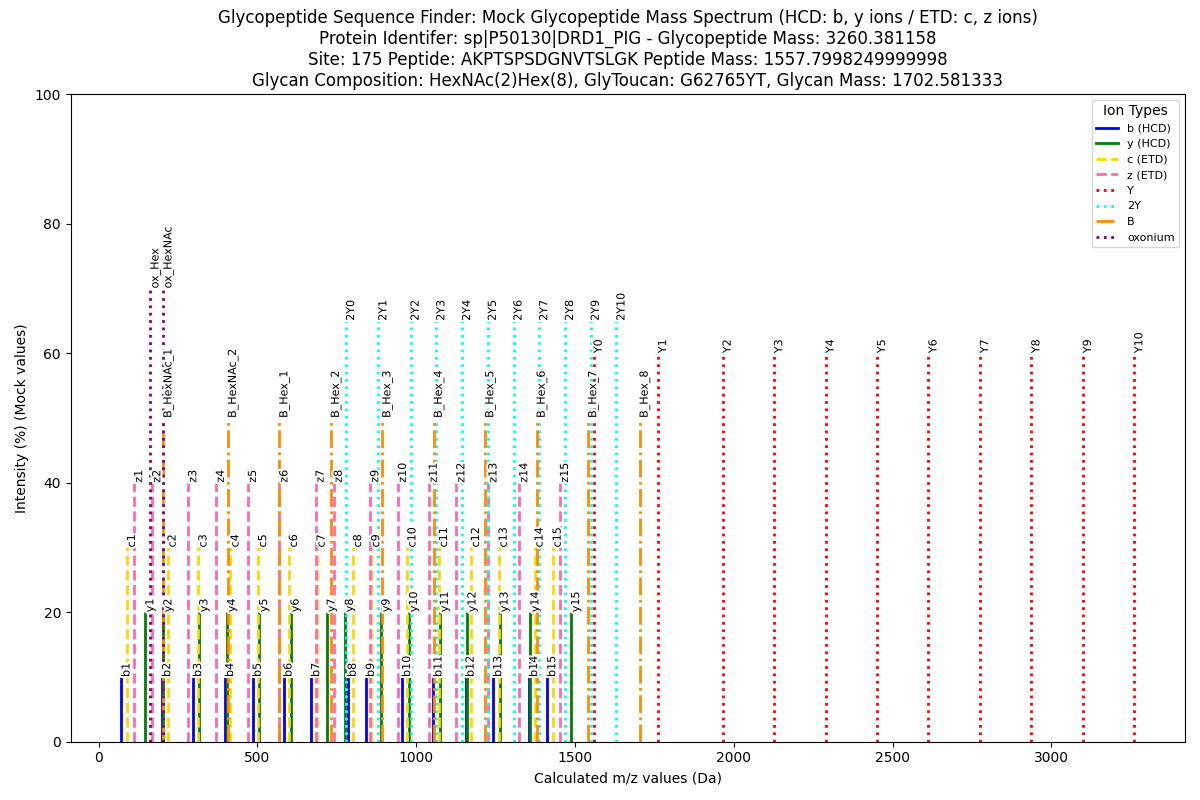 Glycopeptide Sequence Finder: Mock Glycopeptide Mass Spectrum (HCD: b, y ions / ETD: c, z ions)
Protein Identifer: sp|P50130|DRD1_PIG - Glycopeptide Mass: 3260.381158
Site: 175 Peptide: AKPTSPSDGNVTSLGK Peptide Mass: 1557.7998249999998
Glycan Composition: HexNAc(2)Hex(8), GlyToucan: G62765YT, Glycan Mass: 1702.581333
Ion Types
b (HCD)
y (HCD)
c (ETD)
z (ETD)
Y
2Y
B
oxonium
Intensity (%) (Mock values)
100
80
60
40
20
0
ox_Hex
ox_HexNAc
2Y0
2Y1
2Y2
2Y3
2Y4
2Y5
2Y6
2Y7
2Y8
2Y9
2Y10
Y0
Y1
Y2
Y3
Y4
Y5
Y6
Y7
Y8
Y9
Y10
B_HexNAc_1
B_HexNAc_2
B_Hex_1
B_Hex_2
B_Hex_3
B_Hex_4
B_Hex_5
B_Hex_6
B_Hex_7
B_Hex_8
z1
z2
z3
z4
z5
z6
z7
z8
z9
z10
z11
z12
z13
z14
z15
c1
c2
c3
c4
c5
c6
c7
c8
c9
c10
c11
c12
c13
c14
c15
y1
y2
y3
y4
y5
y6
y7
y8
y9
y10
y11
y12
y13
y14
y15
b1
b2
b3
b4
b5
b6
b7
b8
b9
b10
b11
b12
b13
b14
b15
0
500
1000
1500
2000
2500
3000
Calculated m/z values (Da)